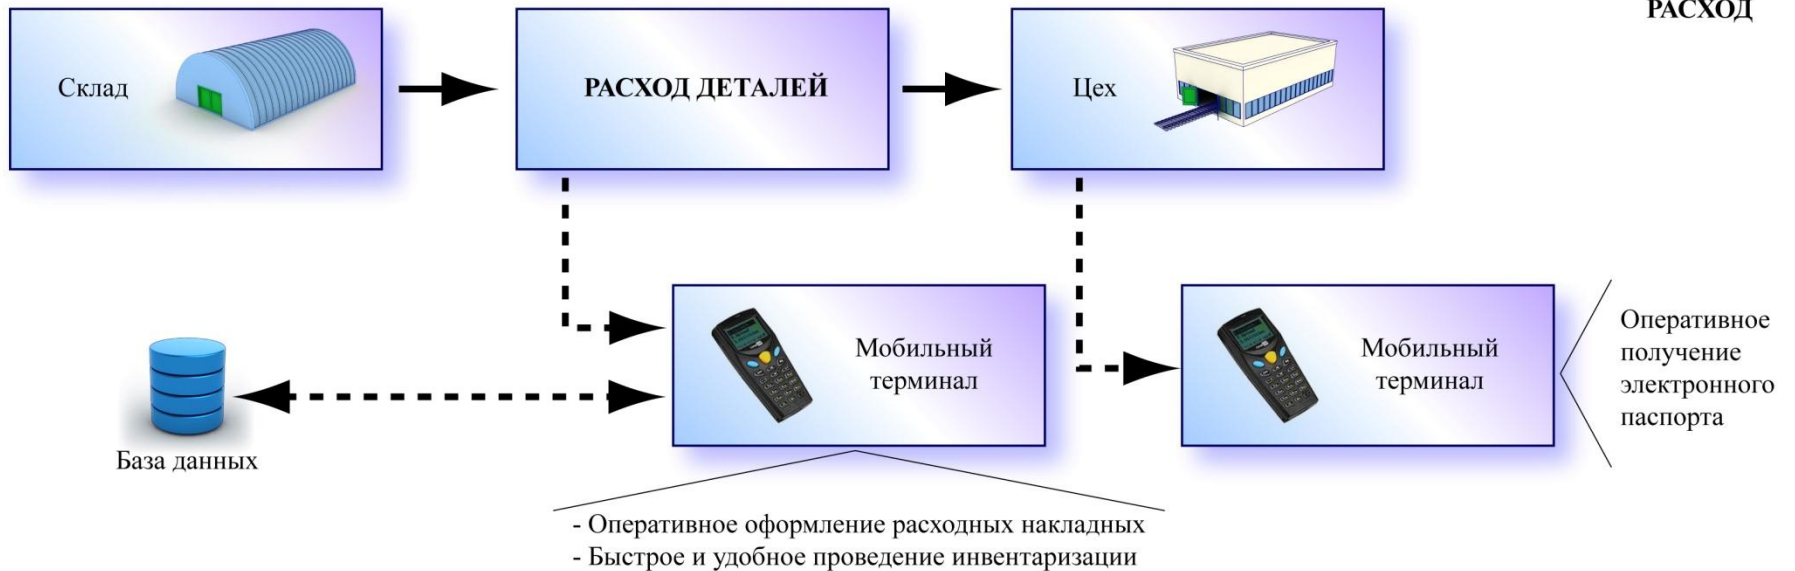 РАСХОД
Склад
РАСХОД ДЕТАЛЕЙ
Цех
Мобильный
терминал
Мобильный
терминал
Оперативное
получение
электронного
паспорта
База данных
- Оперативное оформление расходных накладных
- Быстрое и удобное проведение инвентаризации